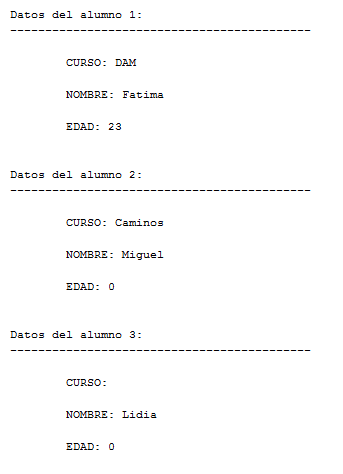 Datos del alumno 1:
-------------------------------------------
CURSO: DAM
NOMBRE: Fatima
EDAD: 23
Datos del alumno 2:
-------------------------------------------
CURSO: Caminos
NOMBRE: Miguel
EDAD: 0
Datos del alumno 3:
-------------------------------------------
CURSO:
NOMBRE: Lidia
EDAD: 0